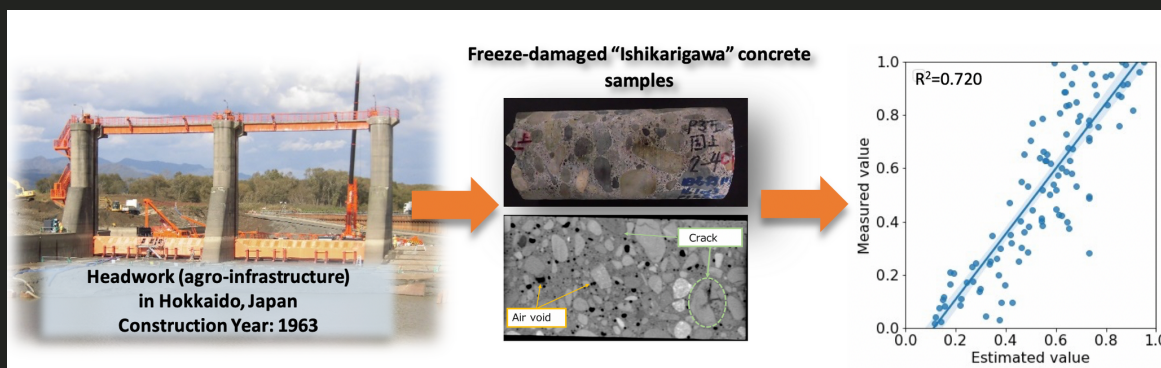 Headwork (agro-infrastructure)
in Hokkaido, Japan
Construction Year: 1963
Freeze-damaged “Ishikarigawa” concrete
samples
Crack
Air void
R²=0.720
Measured value
1.0
0.8
0.6
0.4
0.2
0.0
0.0 0.2 0.4 0.6 0.8 1.0
Estimated value